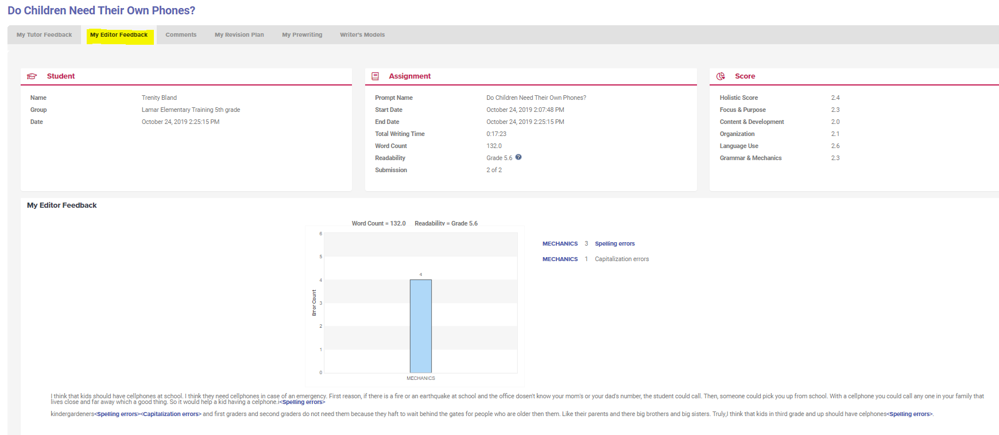 Do Children Need Their Own Phones?
My Tutor Feedback My Editor Feedback Comments My Revision Plan My Prewriting Writer's Models
Student
Name Trenity Bland
Group Lamar Elementary Training 5th grade
Date October 24, 2019 2:25:15 PM
Assignment
Prompt Name Do Children Need Their Own Phones?
Start Date October 24, 2019 2:07:48 PM
End Date October 24, 2019 2:25:15 PM
Total Writing Time 0:17:23
Word Count 132.0
Readability Grade 5.6 ?
Submission 2 of 2
Score
Holistic Score 2.4
Focus & Purpose 2.3
Content & Development 2.0
Organization 2.1
Language Use 2.6
Grammar & Mechanics 2.3
My Editor Feedback
Word Count = 132.0 Readability = Grade 5.6
6
5
4
3
2
1
0
Error Count
4
MECHANICS
MECHANICS 3 Spelling errors
MECHANICS 1 Capitalization errors
I think that kids should have cellphones at school. I think they need cellphones in case of an emergency. First reason, if there is a fire or an earthquake at school and the office dosen't know your mom's or your dad's number, the student could call. Then, someone could pick you up from school. With a cellphone you could call any one in your family that
lives close and far away which a good thing. So it would help a kid having a celphone.i<Spelling errors>
kindergardeners<Spelling errors><Capitalization errors> and first graders and second graders do not need them because they haft to wait behind the gates for people who are older then them. Like their parents and there big brothers and big sisters. Truly,I think that kids in third grade and up should have celphones<Spelling errors>.